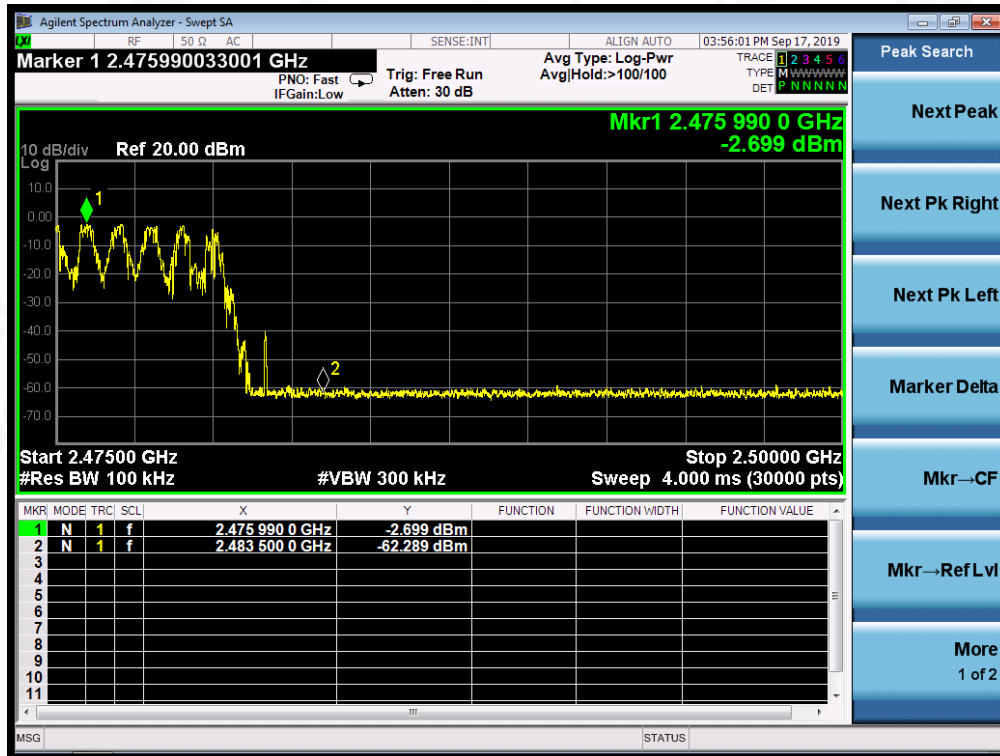 Agilent Spectrum Analyzer - Swept SA
LXI RF 50 Ω AC SENSE:INT ALIGN AUTO 03:56:01 PM Sep 17, 2019
Marker 1 2.475990033001 GHz
PNO: Fast
IFGain:Low
Trig: Free Run
Atten: 30 dB
Avg Type: Log-Pwr
Avg|Hold:>100/100
TRACE 1 2 3 4 5 6
TYPE M WWWWW
DET P N N N N N
Mkr1 2.475 990 0 GHz
-2.699 dBm
10 dB/div Ref 20.00 dBm
Log
10.0
0.00
-10.0
-20.0
-30.0
-40.0
-50.0
-60.0
-70.0
1
2
Start 2.47500 GHz Stop 2.50000 GHz
#Res BW 100 kHz #VBW 300 kHz Sweep 4.000 ms (30000 pts)
MKR MODE TRC SCL X Y FUNCTION FUNCTION WIDTH FUNCTION VALUE
1 N 1 f 2.475 990 0 GHz -2.699 dBm
2 N 1 f 2.483 500 0 GHz -62.289 dBm
3
4
5
6
7
8
9
10
11
MSG STATUS
Peak Search
Next Peak
Next Pk Right
Next Pk Left
Marker Delta
Mkr→CF
Mkr→Ref Lvl
More
1 of 2